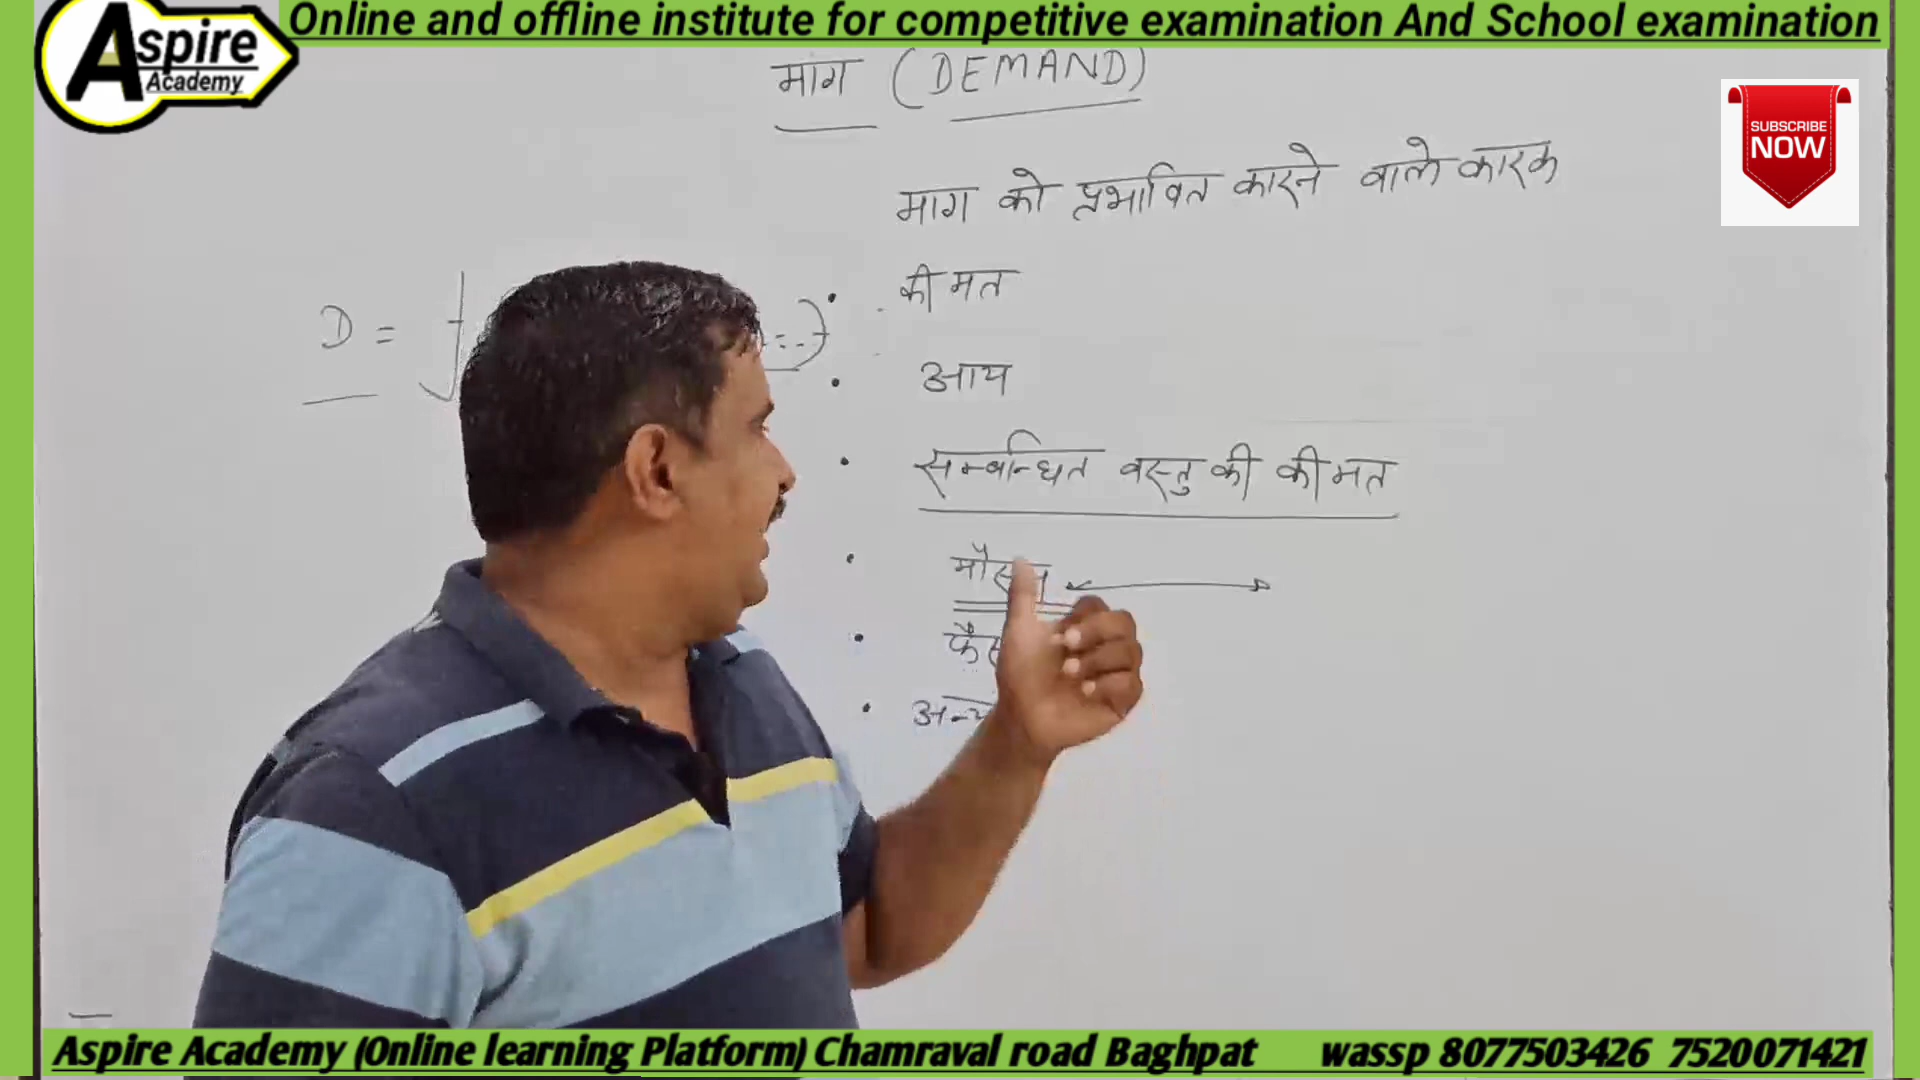 Online and offline institute for competitive examination And School examination
Aspire
Academy
SUBSCRIBE
NOW
मांग (DEMAND)
माग को प्रभावित कारने वाले कारक
D = f
• कीमत
• आय
• सम्बन्धित वस्तु की कीमत
•
•
•
Aspire Academy (Online learning Platform) Chamraval road Baghpat wassp 8077503426 7520071421